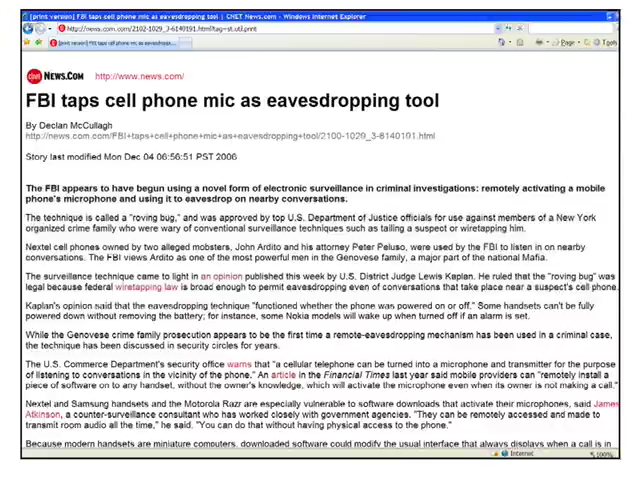 [print version] FBI taps cell phone mic as eavesdropping tool | CNET News.com - Windows Internet Explorer
http://news.com.com/2102-1029_3-6140191.html?tag=st.util.print
[print version] FBI taps cell phone mic as eavesdropp...
Page
Tools
cnet NEWS.COM http://www.news.com/
FBI taps cell phone mic as eavesdropping tool
By Declan McCullagh
http://news.com.com/FBI+taps+cell+phone+mic+as+eavesdropping+tool/2100-1029_3-6140191.html
Story last modified Mon Dec 04 06:56:51 PST 2006
The FBI appears to have begun using a novel form of electronic surveillance in criminal investigations: remotely activating a mobile
phone's microphone and using it to eavesdrop on nearby conversations.
The technique is called a "roving bug," and was approved by top U.S. Department of Justice officials for use against members of a New York
organized crime family who were wary of conventional surveillance techniques such as tailing a suspect or wiretapping him.
Nextel cell phones owned by two alleged mobsters, John Ardito and his attorney Peter Peluso, were used by the FBI to listen in on nearby
conversations. The FBI views Ardito as one of the most powerful men in the Genovese family, a major part of the national Mafia.
The surveillance technique came to light in an opinion published this week by U.S. District Judge Lewis Kaplan. He ruled that the "roving bug" was
legal because federal wiretapping law is broad enough to permit eavesdropping even of conversations that take place near a suspect's cell phone.
Kaplan's opinion said that the eavesdropping technique "functioned whether the phone was powered on or off." Some handsets can't be fully
powered down without removing the battery; for instance, some Nokia models will wake up when turned off if an alarm is set.
While the Genovese crime family prosecution appears to be the first time a remote-eavesdropping mechanism has been used in a criminal case,
the technique has been discussed in security circles for years.
The U.S. Commerce Department's security office warns that "a cellular telephone can be turned into a microphone and transmitter for the purpose
of listening to conversations in the vicinity of the phone." An article in the Financial Times last year said mobile providers can "remotely install a
piece of software on to any handset, without the owner's knowledge, which will activate the microphone even when its owner is not making a call."
Nextel and Samsung handsets and the Motorola Razr are especially vulnerable to software downloads that activate their microphones, said James
Atkinson, a counter-surveillance consultant who has worked closely with government agencies. "They can be remotely accessed and made to
transmit room audio all the time," he said. "You can do that without having physical access to the phone."
Because modern handsets are miniature computers, downloaded software could modify the usual interface that always displays when a call is in
Internet
100%